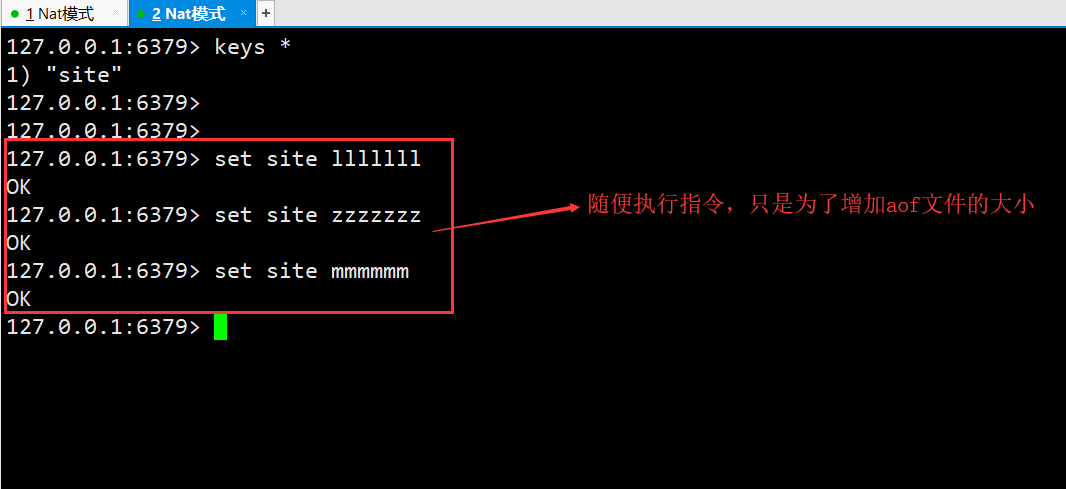 1 Nat模式 × 2 Nat模式 × +
127.0.0.1:6379> keys *
1) "site"
127.0.0.1:6379>
127.0.0.1:6379>
127.0.0.1:6379> set site lllllll
OK
127.0.0.1:6379> set site zzzzzzz
OK
127.0.0.1:6379> set site mmmmmm
OK
127.0.0.1:6379>
随便执行指令，只是为了增加aof文件的大小